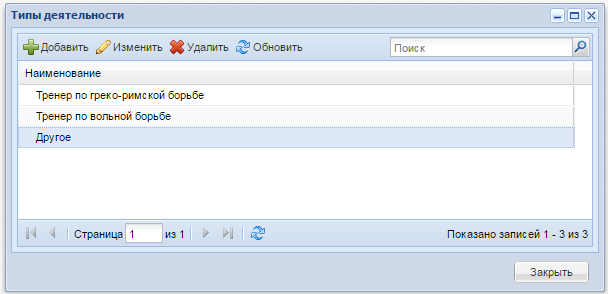 Типы деятельности
Добавить Изменить Удалить Обновить Поиск
Наименование
Тренер по греко-римской борьбе
Тренер по вольной борьбе
Другое
Страница 1 из 1 Показано записей 1 - 3 из 3
Закрыть